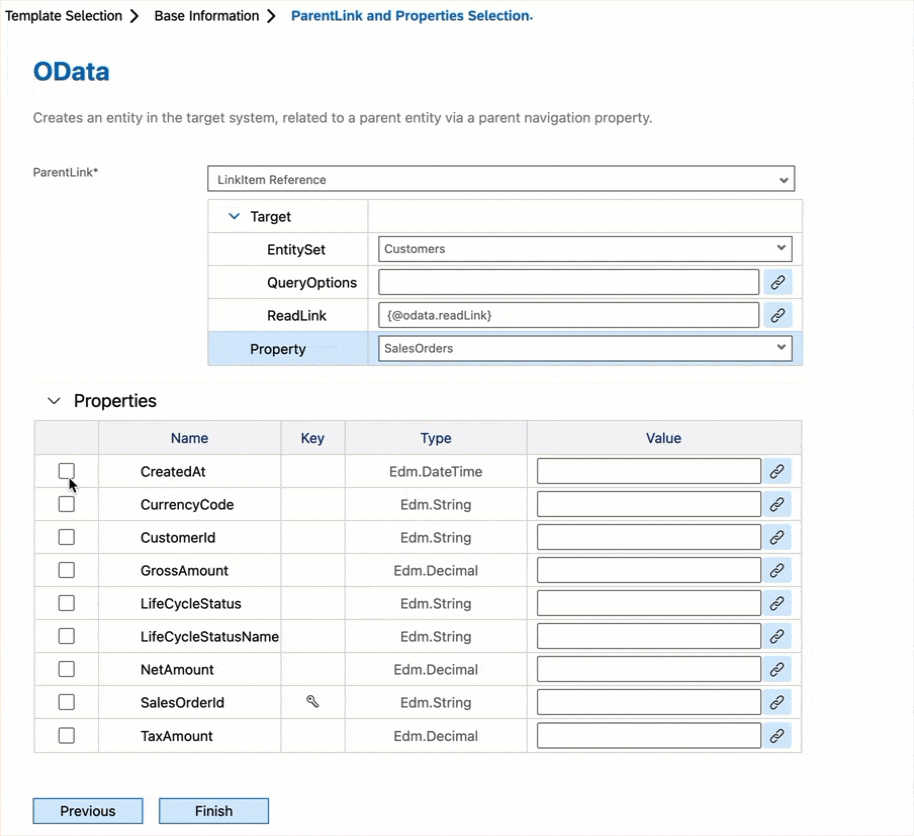 Template Selection > Base Information > ParentLink and Properties Selection.
OData
Creates an entity in the target system, related to a parent entity via a parent navigation property.
ParentLink* LinkItem Reference
Target
EntitySet Customers
QueryOptions
ReadLink {@odata.readLink}
Property SalesOrders
Properties
Name Key Type Value
CreatedAt Edm.DateTime
CurrencyCode Edm.String
CustomerId Edm.String
GrossAmount Edm.Decimal
LifeCycleStatus Edm.String
LifeCycleStatusName Edm.String
NetAmount Edm.Decimal
SalesOrderId Edm.String
TaxAmount Edm.Decimal
Previous Finish